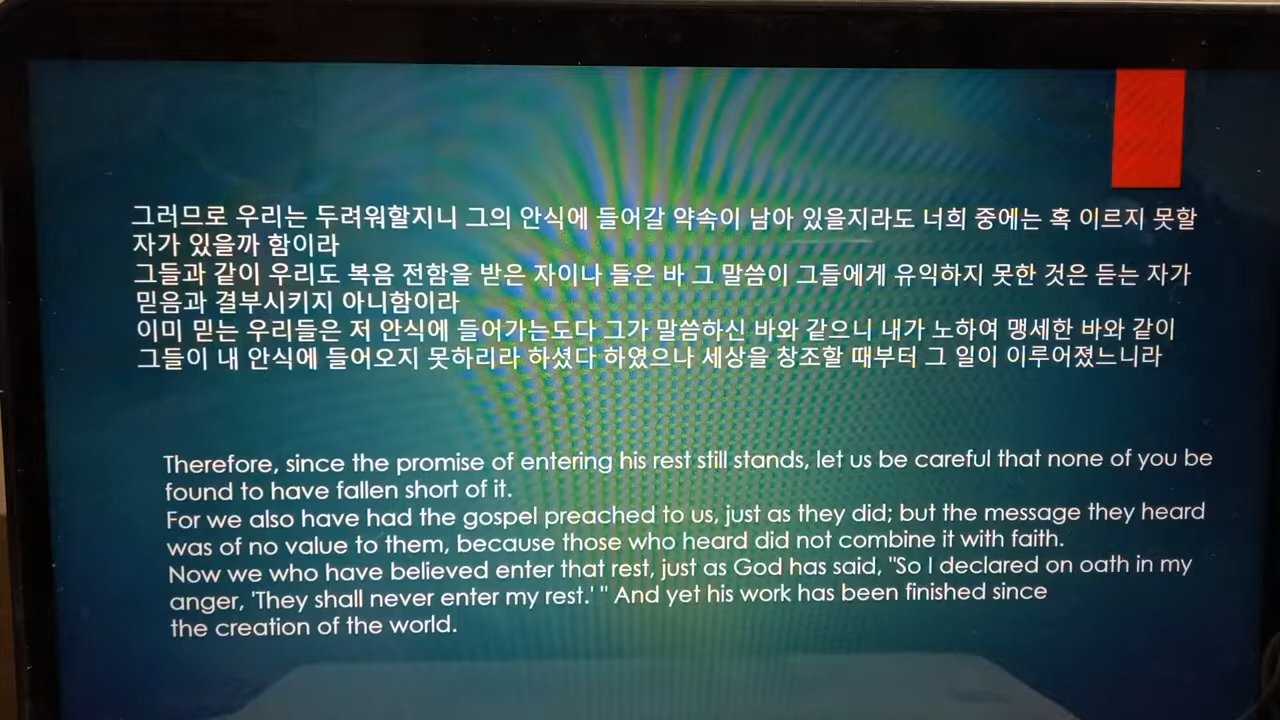 그러므로 우리는 두려워할지니 그의 안식에 들어갈 약속이 남아 있을지라도 너희 중에는 혹 이르지 못할
자가 있을까 함이라
그들과 같이 우리도 복음 전함을 받은 자이나 들은 바 그 말씀이 그들에게 유익하지 못한 것은 듣는 자가
믿음과 결부시키지 아니함이라
이미 믿는 우리들은 저 안식에 들어가는도다 그가 말씀하신 바와 같으니 내가 노하여 맹세한 바와 같이
그들이 내 안식에 들어오지 못하리라 하셨다 하였으나 세상을 창조할 때부터 그 일이 이루어졌느니라
Therefore, since the promise of entering his rest still stands, let us be careful that none of you be
found to have fallen short of it.
For we also have had the gospel preached to us, just as they did; but the message they heard
was of no value to them, because those who heard did not combine it with faith.
Now we who have believed enter that rest, just as God has said, "So I declared on oath in my
anger, 'They shall never enter my rest.' " And yet his work has been finished since
the creation of the world.